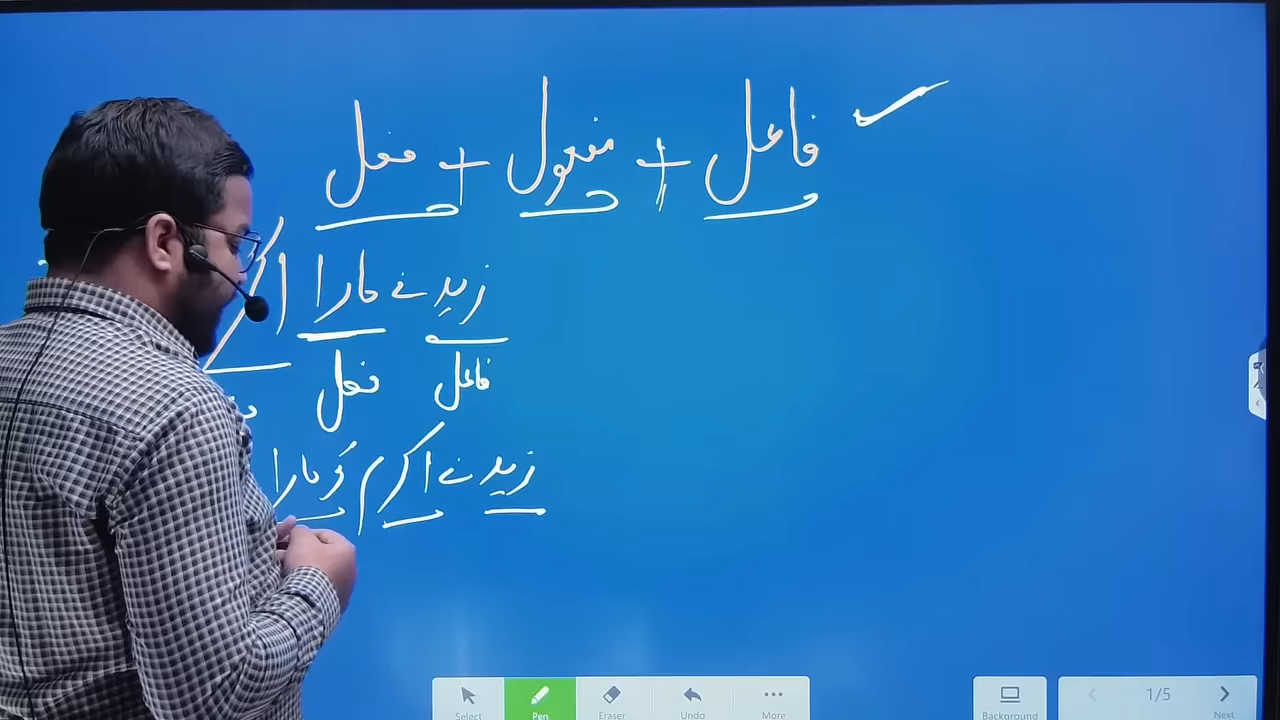 فاعل + مفعول + فعل
زید نے مارا اکر
فاعل فعل
زید نے اکرم کو مارا
Select Pen Eraser Undo More Background 1/5 Next